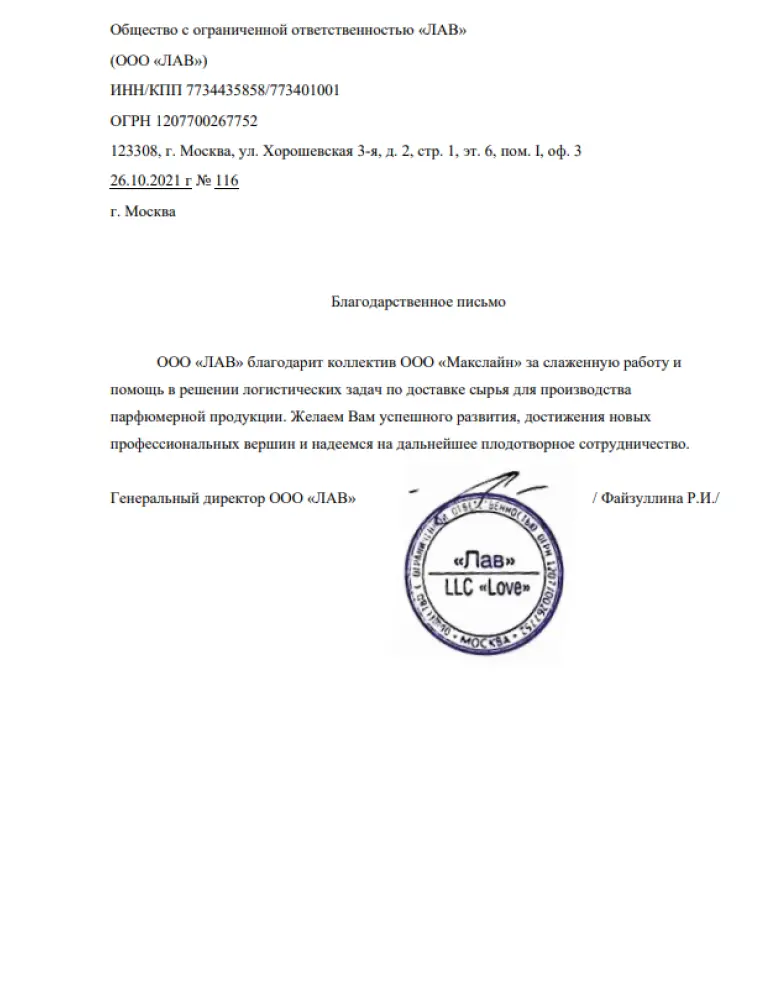 Общество с ограниченной ответственностью «ЛАВ»
(ООО «ЛАВ»)
ИНН/КПП 7734435858/773401001
ОГРН 1207700267752
123308, г. Москва, ул. Хорошевская 3-я, д. 2, стр. 1, эт. 6, пом. I, оф. 3
26.10.2021 г № 116
г. Москва
Благодарственное письмо
ООО «ЛАВ» благодарит коллектив ООО «Макслайн» за слаженную работу и
помощь в решении логистических задач по доставке сырья для производства
парфюмерной продукции. Желаем Вам успешного развития, достижения новых
профессиональных вершин и надеемся на дальнейшее плодотворное сотрудничество.
Генеральный директор ООО «ЛАВ» / Файзуллина Р.И./
ОБЩЕСТВО С ОГРАНИЧЕННОЙ ОТВЕТСТВЕННОСТЬЮ ОГРН 1207700267752
• МОСКВА •
«Лав»
LLC «Love»